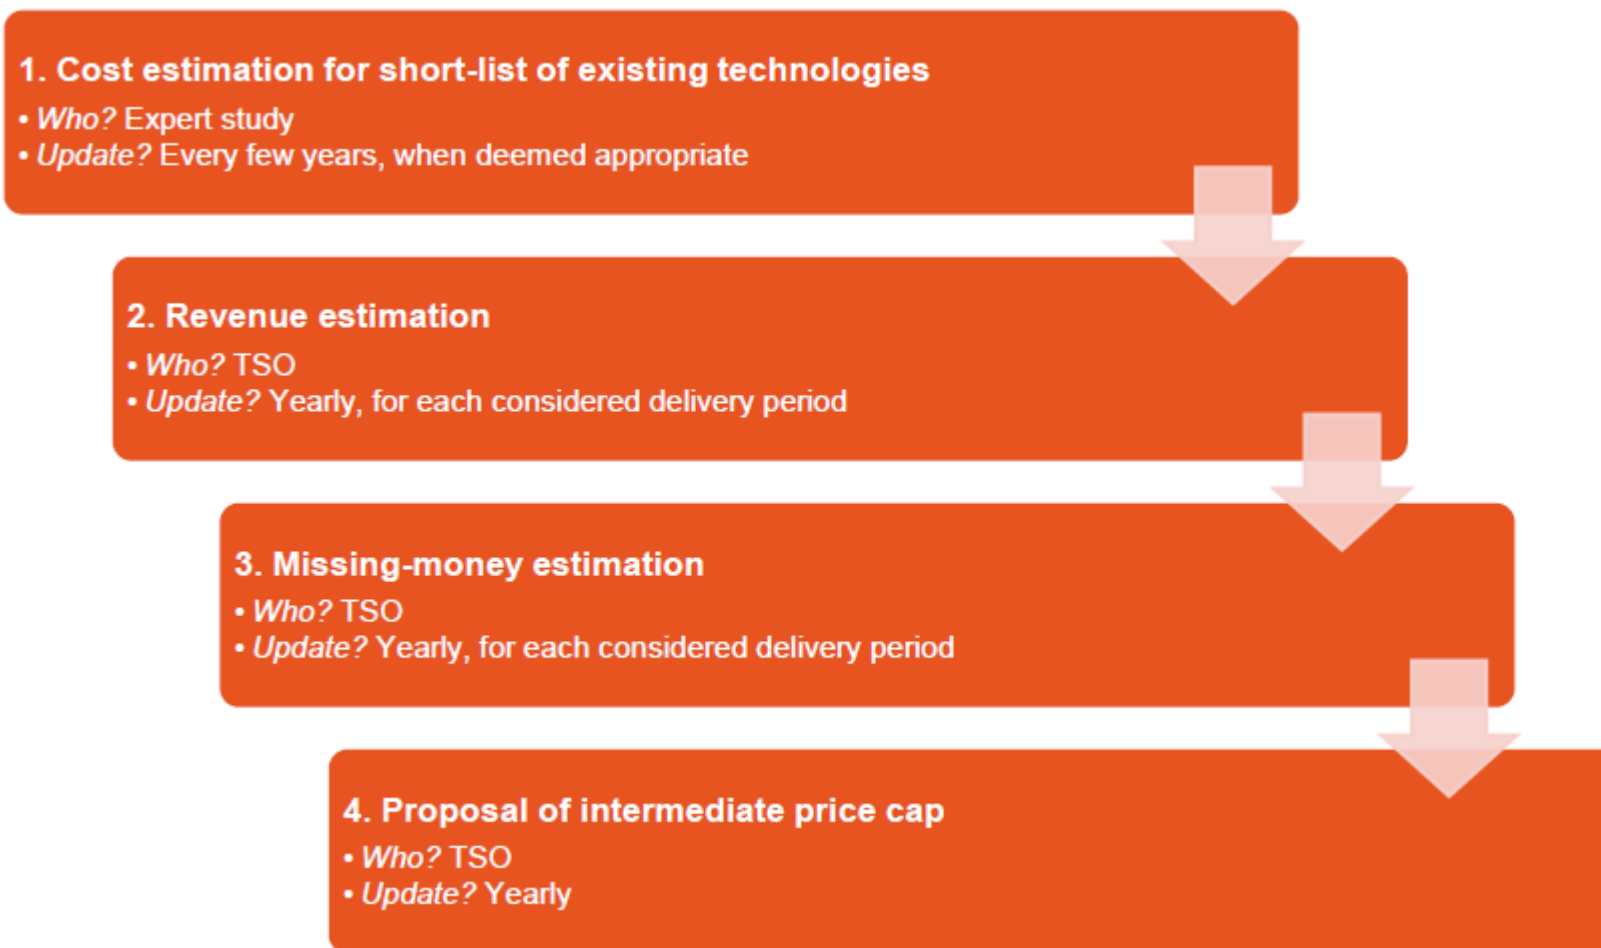 1. Cost estimation for short-list of existing technologies
• Who? Expert study
• Update? Every few years, when deemed appropriate
2. Revenue estimation
• Who? TSO
• Update? Yearly, for each considered delivery period
3. Missing-money estimation
• Who? TSO
• Update? Yearly, for each considered delivery period
4. Proposal of intermediate price cap
• Who? TSO
• Update? Yearly